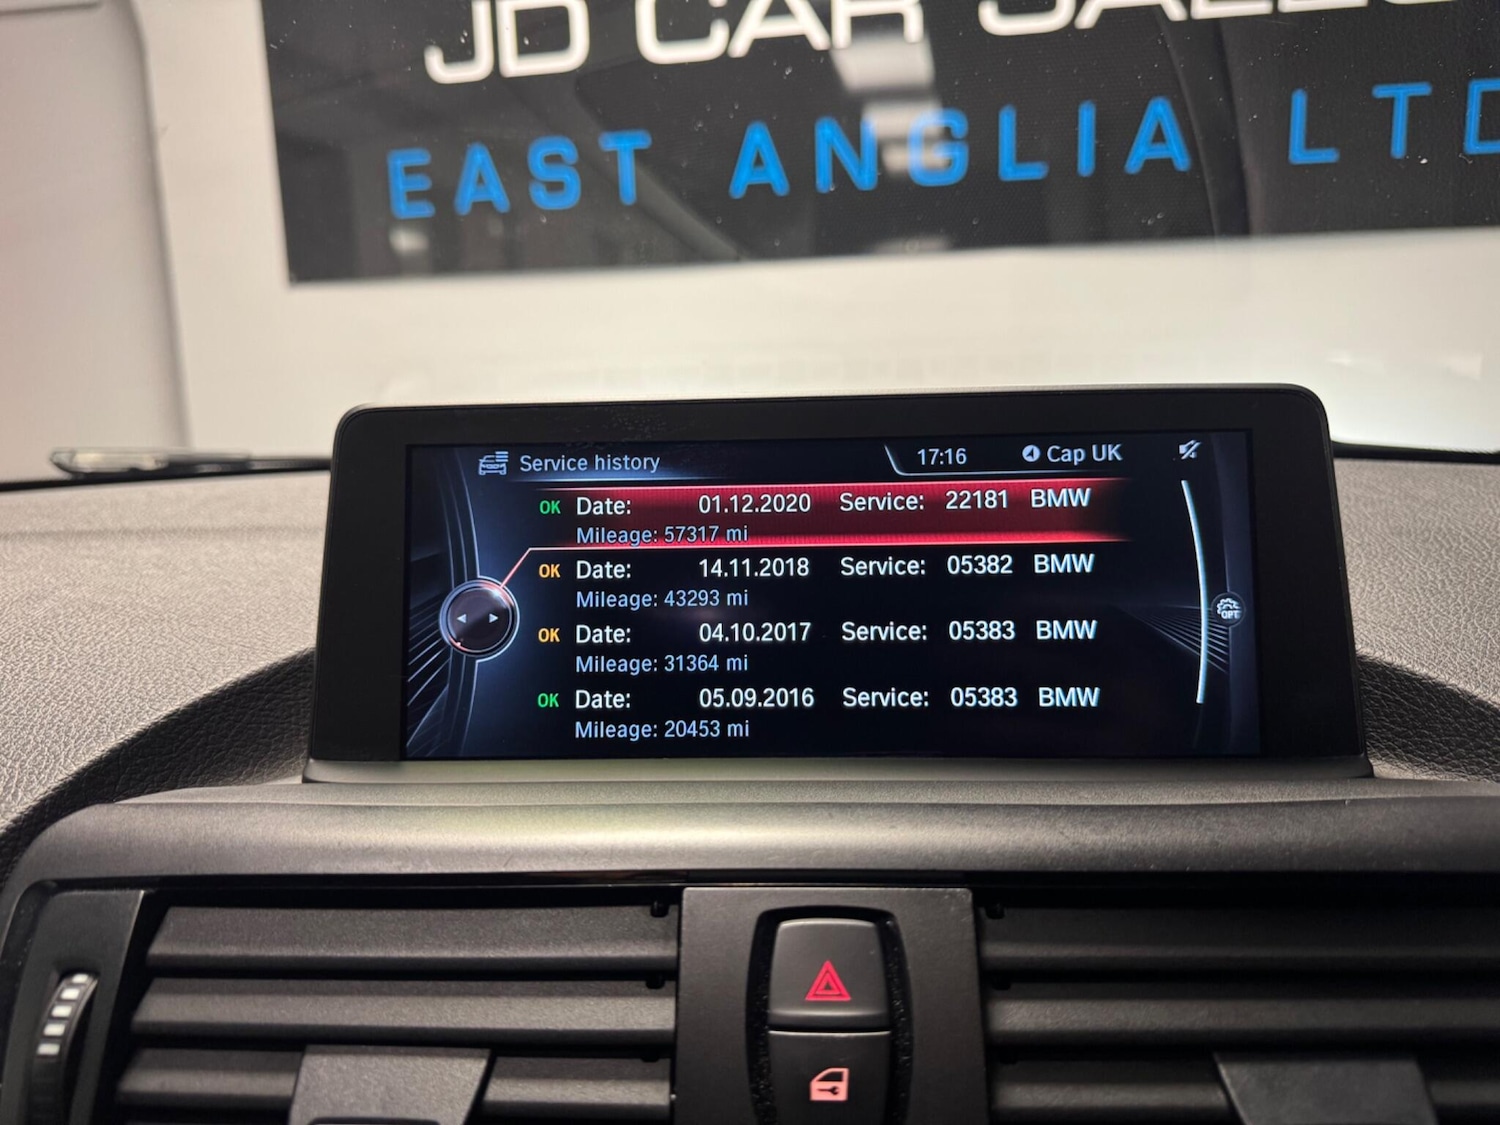 JD CAR SALES
EAST ANGLIA LTD
Service history 17:16 Cap UK
OK Date: 01.12.2020 Service: 22181 BMW
Mileage: 57317 mi
OK Date: 14.11.2018 Service: 05382 BMW
Mileage: 43293 mi
OK Date: 04.10.2017 Service: 05383 BMW
Mileage: 31364 mi
OPT
OK Date: 05.09.2016 Service: 05383 BMW
Mileage: 20453 mi